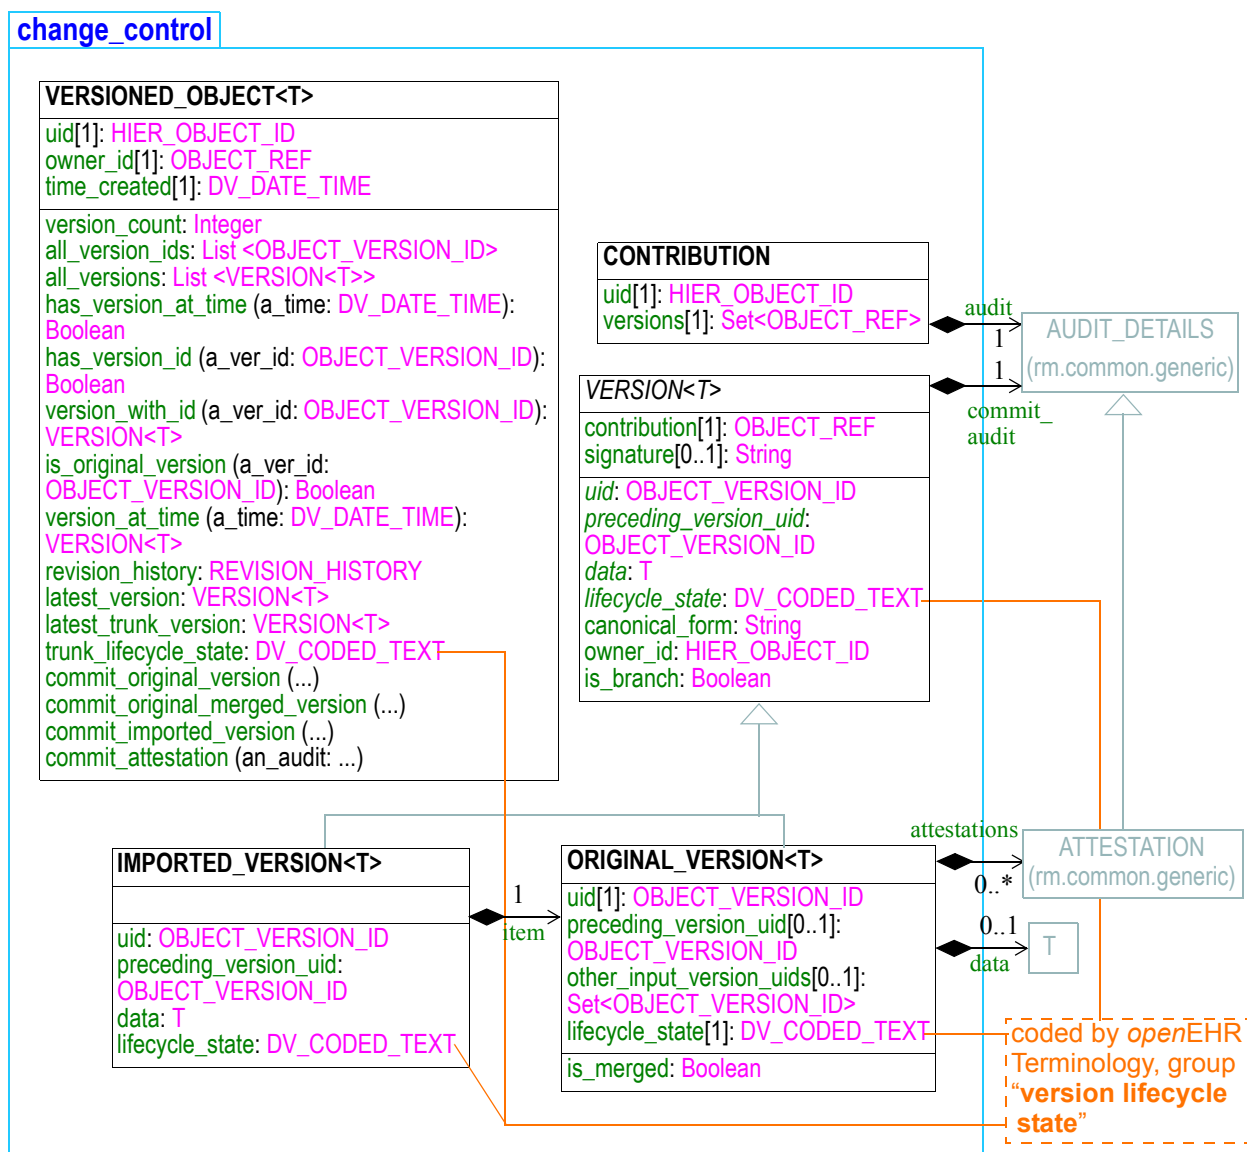 change_control
VERSIONED_OBJECT<T>
uid[1]: HIER_OBJECT_ID
owner_id[1]: OBJECT_REF
time_created[1]: DV_DATE_TIME
version_count: Integer
all_version_ids: List <OBJECT_VERSION_ID>
all_versions: List <VERSION<T>>
has_version_at_time (a_time: DV_DATE_TIME):
Boolean
has_version_id (a_ver_id: OBJECT_VERSION_ID):
Boolean
version_with_id (a_ver_id: OBJECT_VERSION_ID):
VERSION<T>
is_original_version (a_ver_id:
OBJECT_VERSION_ID): Boolean
version_at_time (a_time: DV_DATE_TIME):
VERSION<T>
revision_history: REVISION_HISTORY
latest_version: VERSION<T>
latest_trunk_version: VERSION<T>
trunk_lifecycle_state: DV_CODED_TEXT
commit_original_version (...)
commit_original_merged_version (...)
commit_imported_version (...)
commit_attestation (an_audit: ...)
CONTRIBUTION
uid[1]: HIER_OBJECT_ID
versions[1]: Set<OBJECT_REF>
audit
1
AUDIT_DETAILS
(rm.common.generic)
VERSION<T>
contribution[1]: OBJECT_REF
signature[0..1]: String
uid: OBJECT_VERSION_ID
preceding_version_uid:
OBJECT_VERSION_ID
data: T
lifecycle_state: DV_CODED_TEXT
canonical_form: String
owner_id: HIER_OBJECT_ID
is_branch: Boolean
1
commit_
audit
IMPORTED_VERSION<T>
uid: OBJECT_VERSION_ID
preceding_version_uid:
OBJECT_VERSION_ID
data: T
lifecycle_state: DV_CODED_TEXT
1
item
ORIGINAL_VERSION<T>
uid[1]: OBJECT_VERSION_ID
preceding_version_uid[0..1]:
OBJECT_VERSION_ID
other_input_version_uids[0..1]:
Set<OBJECT_VERSION_ID>
lifecycle_state[1]: DV_CODED_TEXT
is_merged: Boolean
attestations
0..*
ATTESTATION
(rm.common.generic)
0..1
data
T
coded by openEHR
Terminology, group
“version lifecycle
state”